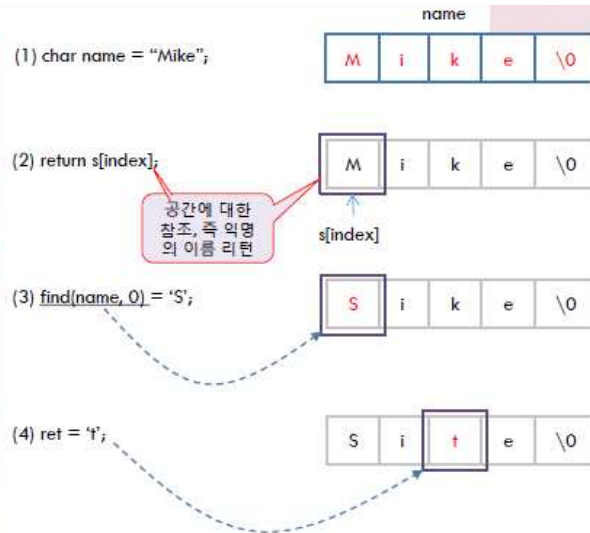 name
(1) char name = “Mike”;
M i k e \0
(2) return s[index];
M i k e \0
공간에 대한
참조, 즉 익명
의 이름 리턴
s[index]
(3) find(name, 0) = ‘S’;
S i k e \0
(4) ret = ‘t’;
S i t e \0